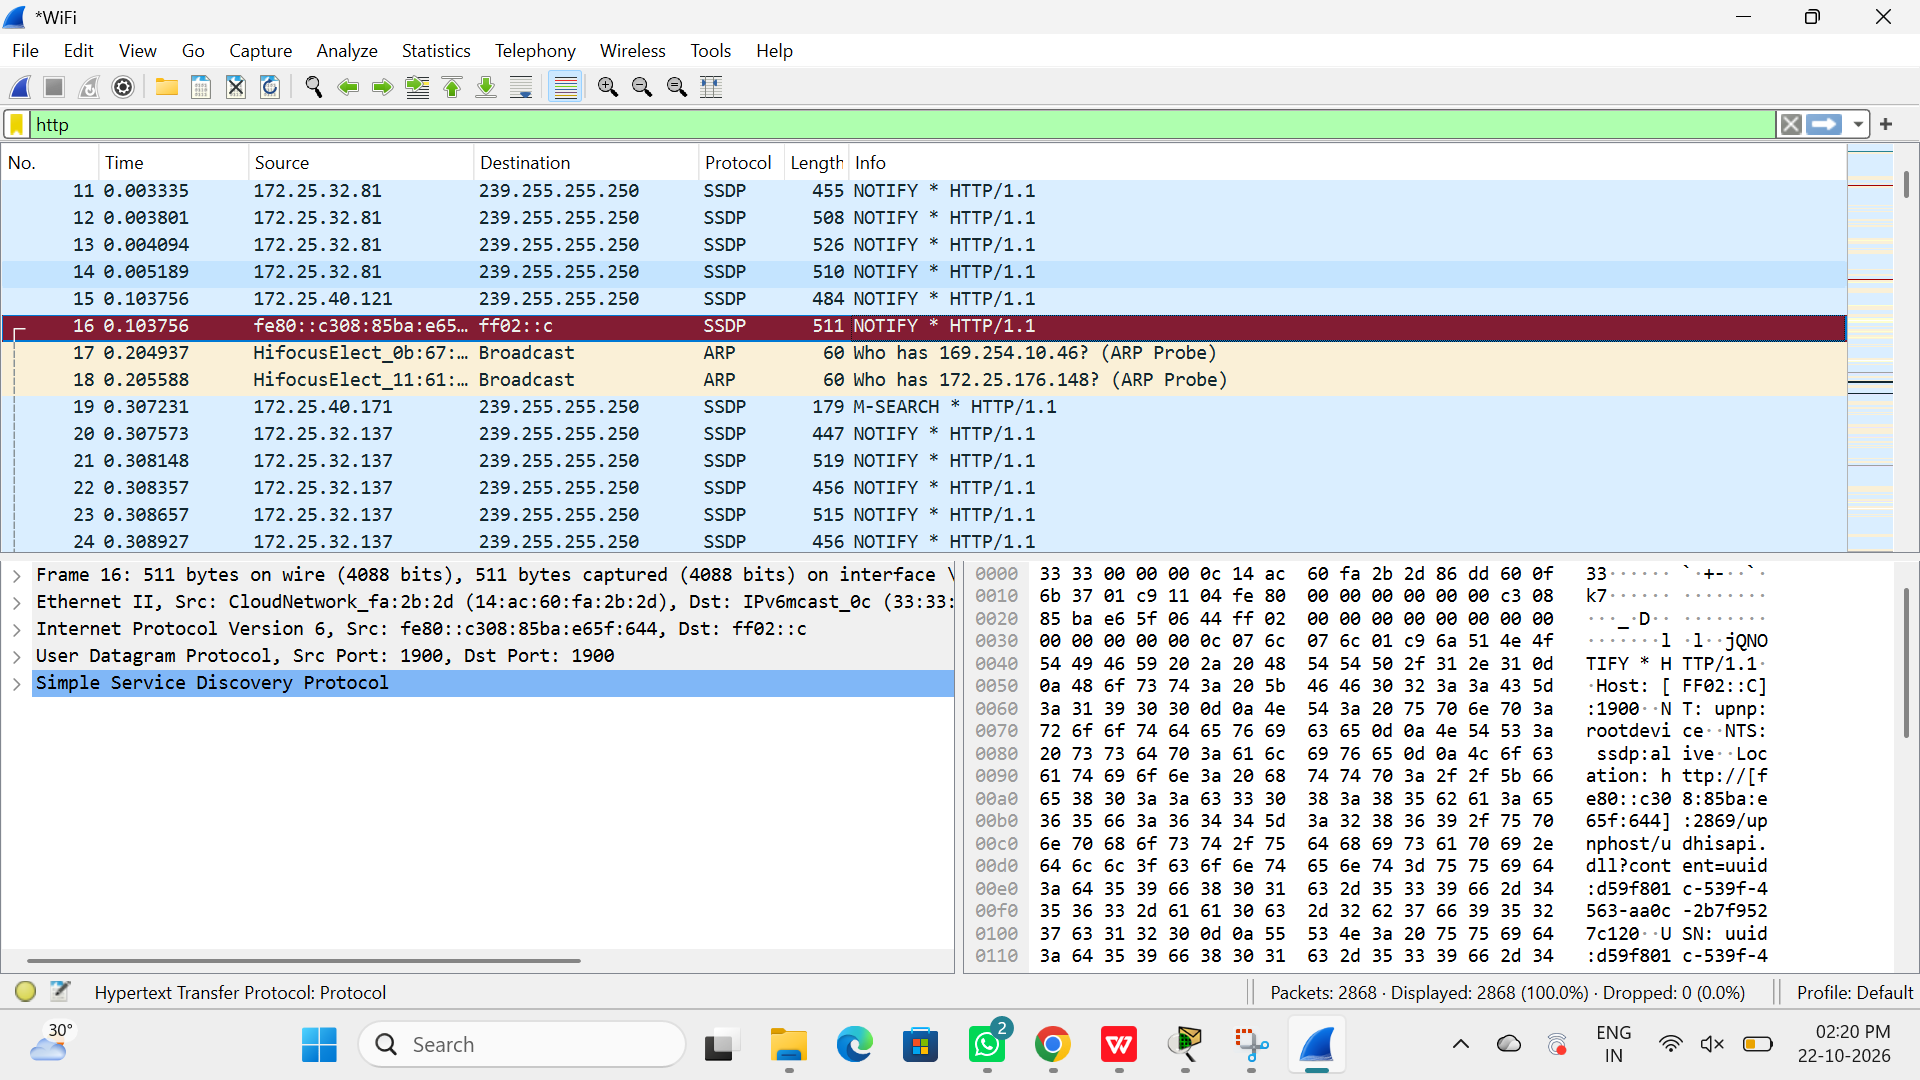 *WiFi
File Edit View Go Capture Analyze Statistics Telephony Wireless Tools Help
http
No. Time Source Destination Protocol Length Info
11 0.003335 172.25.32.81 239.255.255.250 SSDP 455 NOTIFY * HTTP/1.1
12 0.003801 172.25.32.81 239.255.255.250 SSDP 508 NOTIFY * HTTP/1.1
13 0.004094 172.25.32.81 239.255.255.250 SSDP 526 NOTIFY * HTTP/1.1
14 0.005189 172.25.32.81 239.255.255.250 SSDP 510 NOTIFY * HTTP/1.1
15 0.103756 172.25.40.121 239.255.255.250 SSDP 484 NOTIFY * HTTP/1.1
16 0.103756 fe80::c308:85ba:e65… ff02::c SSDP 511 NOTIFY * HTTP/1.1
17 0.204937 HifocusElect_0b:67:… Broadcast ARP 60 Who has 169.254.10.46? (ARP Probe)
18 0.205588 HifocusElect_11:61:… Broadcast ARP 60 Who has 172.25.176.148? (ARP Probe)
19 0.307231 172.25.40.171 239.255.255.250 SSDP 179 M-SEARCH * HTTP/1.1
20 0.307573 172.25.32.137 239.255.255.250 SSDP 447 NOTIFY * HTTP/1.1
21 0.308148 172.25.32.137 239.255.255.250 SSDP 519 NOTIFY * HTTP/1.1
22 0.308357 172.25.32.137 239.255.255.250 SSDP 456 NOTIFY * HTTP/1.1
23 0.308657 172.25.32.137 239.255.255.250 SSDP 515 NOTIFY * HTTP/1.1
24 0.308927 172.25.32.137 239.255.255.250 SSDP 456 NOTIFY * HTTP/1.1
Frame 16: 511 bytes on wire (4088 bits), 511 bytes captured (4088 bits) on interface \
Ethernet II, Src: CloudNetwork_fa:2b:2d (14:ac:60:fa:2b:2d), Dst: IPv6mcast_0c (33:33:
Internet Protocol Version 6, Src: fe80::c308:85ba:e65f:644, Dst: ff02::c
User Datagram Protocol, Src Port: 1900, Dst Port: 1900
Simple Service Discovery Protocol
0000 33 33 00 00 00 0c 14 ac 60 fa 2b 2d 86 dd 60 0f 33······ `·+-··`·
0010 6b 37 01 c9 11 04 fe 80 00 00 00 00 00 00 c3 08 k7······ ········
0020 85 ba e6 5f 06 44 ff 02 00 00 00 00 00 00 00 00 ···_·D·· ········
0030 00 00 00 00 00 0c 07 6c 07 6c 01 c9 6a 51 4e 4f ·······l ·l··jQNO
0040 54 49 46 59 20 2a 20 48 54 54 50 2f 31 2e 31 0d TIFY * H TTP/1.1·
0050 0a 48 6f 73 74 3a 20 5b 46 46 30 32 3a 3a 43 5d ·Host: [ FF02::C]
0060 3a 31 39 30 30 0d 0a 4e 54 3a 20 75 70 6e 70 3a :1900··N T: upnp:
0070 72 6f 6f 74 64 65 76 69 63 65 0d 0a 4e 54 53 3a rootdevi ce··NTS:
0080 20 73 73 64 70 3a 61 6c 69 76 65 0d 0a 4c 6f 63 ssdp:al ive··Loc
0090 61 74 69 6f 6e 3a 20 68 74 74 70 3a 2f 2f 5b 66 ation: h ttp://[f
00a0 65 38 30 3a 3a 63 33 30 38 3a 38 35 62 61 3a 65 e80::c30 8:85ba:e
00b0 36 35 66 3a 36 34 34 5d 3a 32 38 36 39 2f 75 70 65f:644] :2869/up
00c0 6e 70 68 6f 73 74 2f 75 64 68 69 73 61 70 69 2e nphost/u dhisapi.
00d0 64 6c 6c 3f 63 6f 6e 74 65 6e 74 3d 75 75 69 64 dll?cont ent=uuid
00e0 3a 64 35 39 66 38 30 31 63 2d 35 33 39 66 2d 34 :d59f801 c-539f-4
00f0 35 36 33 2d 61 61 30 63 2d 32 62 37 66 39 35 32 563-aa0c -2b7f952
0100 37 63 31 32 30 0d 0a 55 53 4e 3a 20 75 75 69 64 7c120··U SN: uuid
0110 3a 64 35 39 66 38 30 31 63 2d 35 33 39 66 2d 34 :d59f801 c-539f-4
Hypertext Transfer Protocol: Protocol Packets: 2868 · Displayed: 2868 (100.0%) · Dropped: 0 (0.0%) Profile: Default
30° Search 2 ENG 02:20 PM
IN 22-10-2026